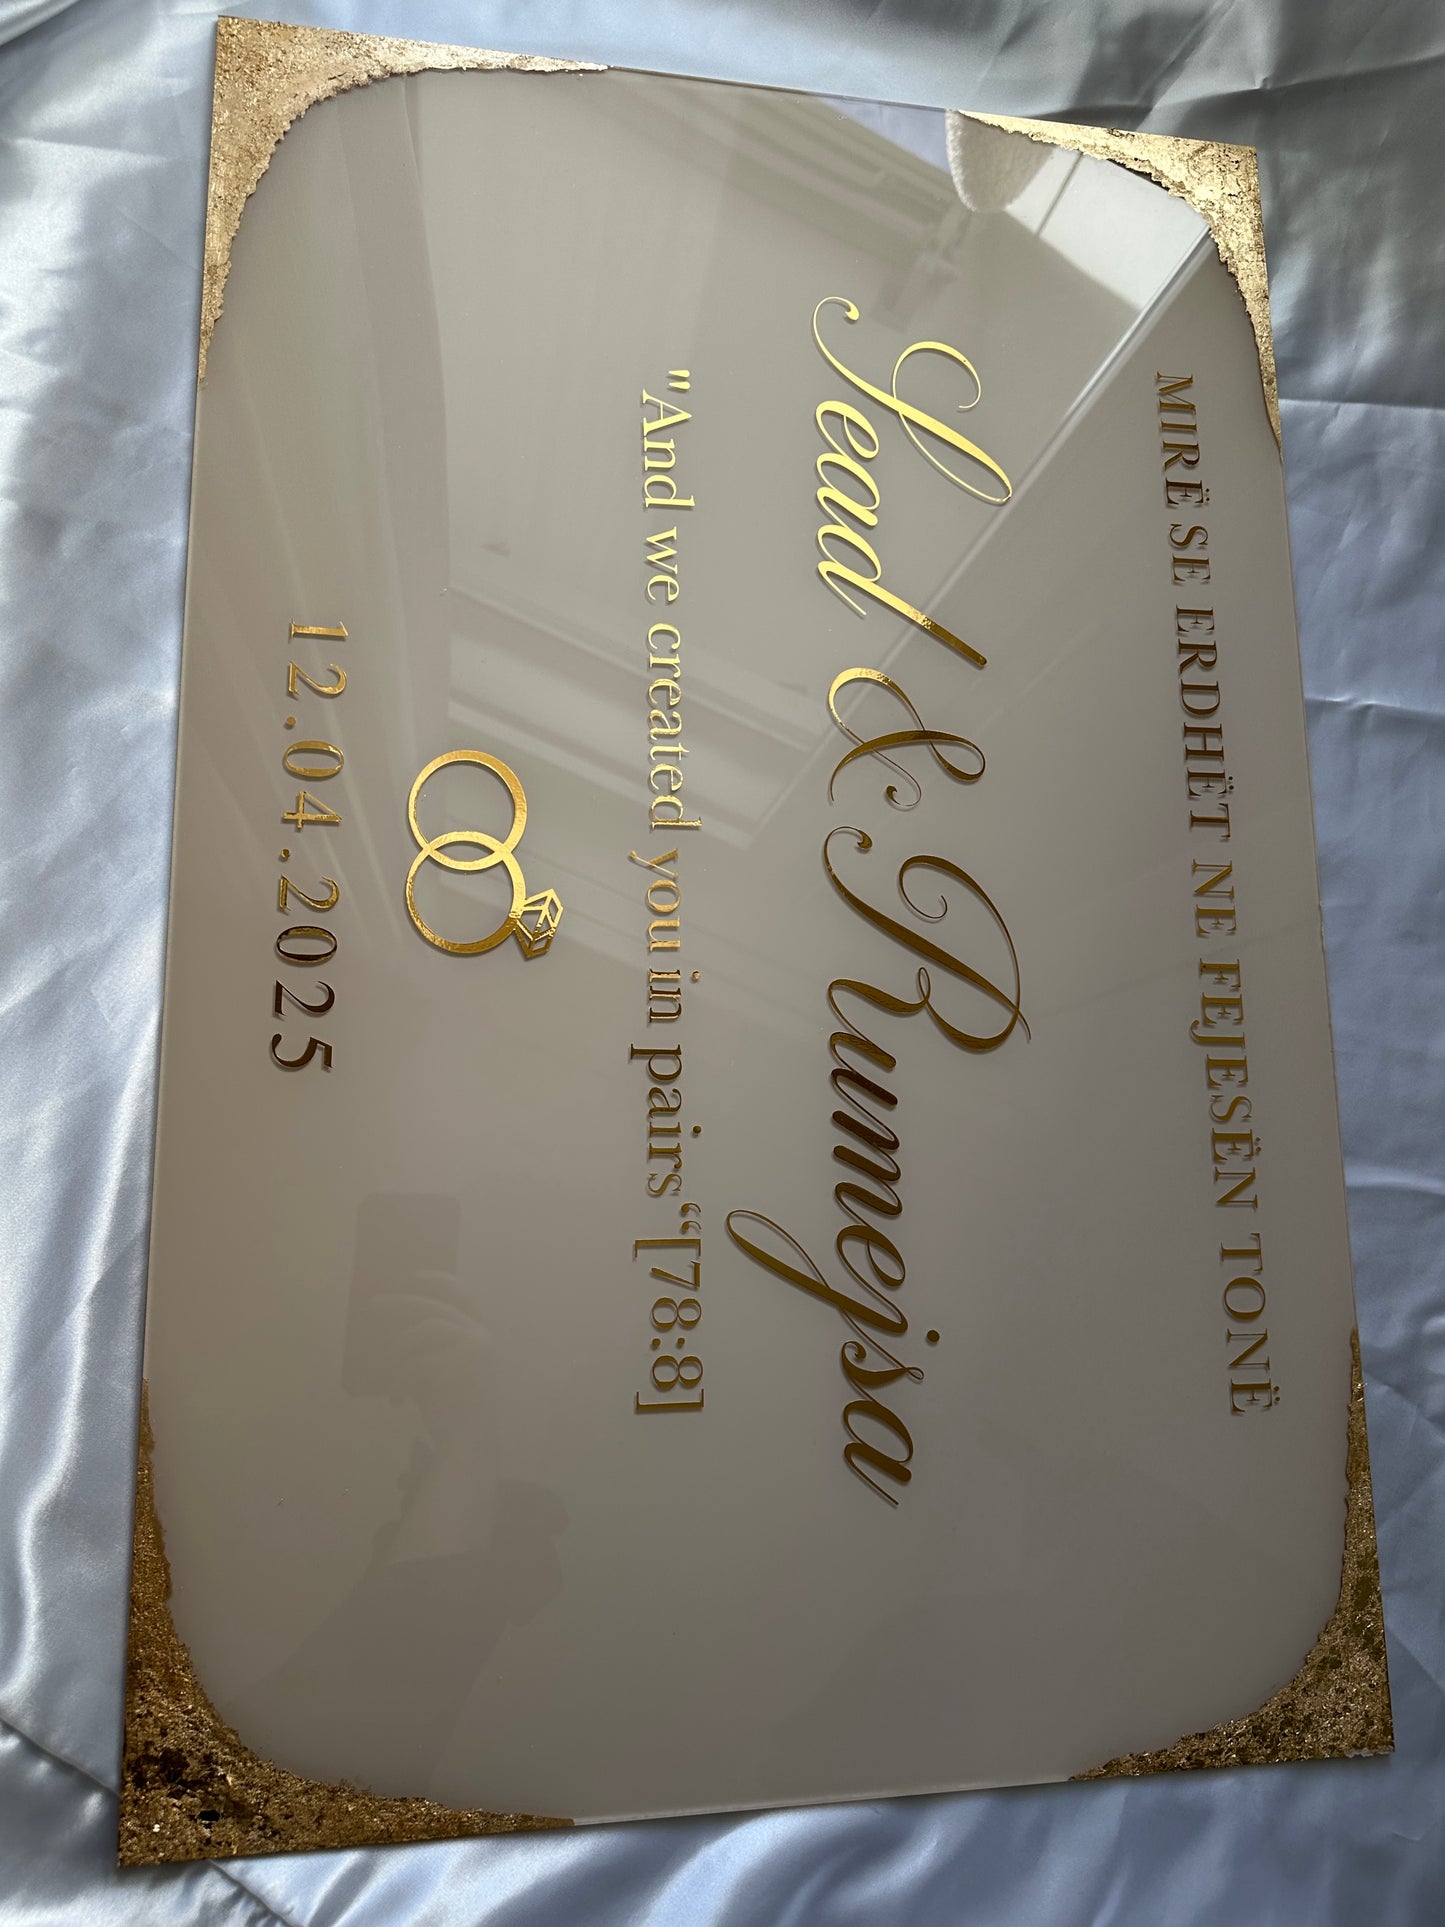 MIRË SE ERDHËT NE FEJESËN TONË
Sead & Rumejsa
"And we created you in pairs“[78:8]
12.04.2025